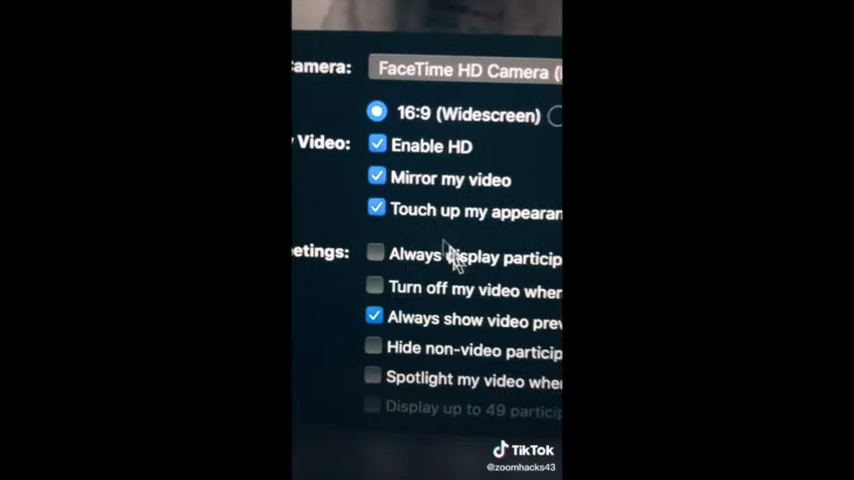 amera: FaceTime HD Camera (
16:9 (Widescreen)
Video: Enable HD
Mirror my video
Touch up my appearan
etings: Always display particip
Turn off my video when
Always show video prev
Hide non-video particip
Spotlight my video whe
Display up to 49 particip
TikTok
@zoomhacks43